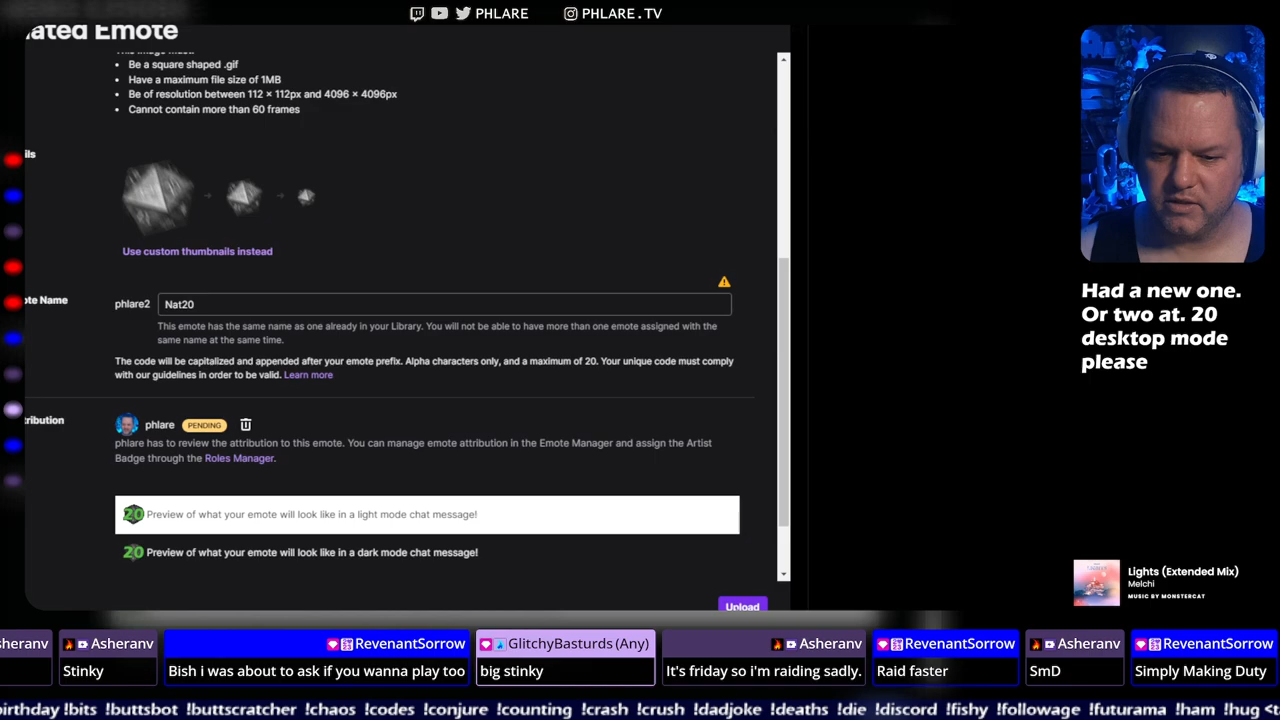 PHLARE PHLARE.TV
ated Emote
This image must:
Be a square shaped .gif
Have a maximum file size of 1MB
Be of resolution between 112 × 112px and 4096 × 4096px
Cannot contain more than 60 frames
ils
Use custom thumbnails instead
ote Name
phlare2 Nat20
This emote has the same name as one already in your Library. You will not be able to have more than one emote assigned with the
same name at the same time.
The code will be capitalized and appended after your emote prefix. Alpha characters only, and a maximum of 20. Your unique code must comply
with our guidelines in order to be valid. Learn more
tribution
phlare PENDING
phlare has to review the attribution to this emote. You can manage emote attribution in the Emote Manager and assign the Artist
Badge through the Roles Manager.
20 Preview of what your emote will look like in a light mode chat message!
20 Preview of what your emote will look like in a dark mode chat message!
Upload
Had a new one.
Or two at. 20
desktop mode
please
Lights (Extended Mix)
Melchi
MUSIC BY MONSTERCAT
sheranv
Asheranv
Stinky
RevenantSorrow
Bish i was about to ask if you wanna play too
GlitchyBasturds (Any)
big stinky
Asheranv
It's friday so i'm raiding sadly.
RevenantSorrow
Raid faster
Asheranv
SmD
RevenantSorrow
Simply Making Duty
birthday !bits !buttsbot !buttscratcher !chaos !codes !conjure !counting !crash !crush !dadjoke !deaths !die !discord !fishy !followage !futurama !ham !hug <t